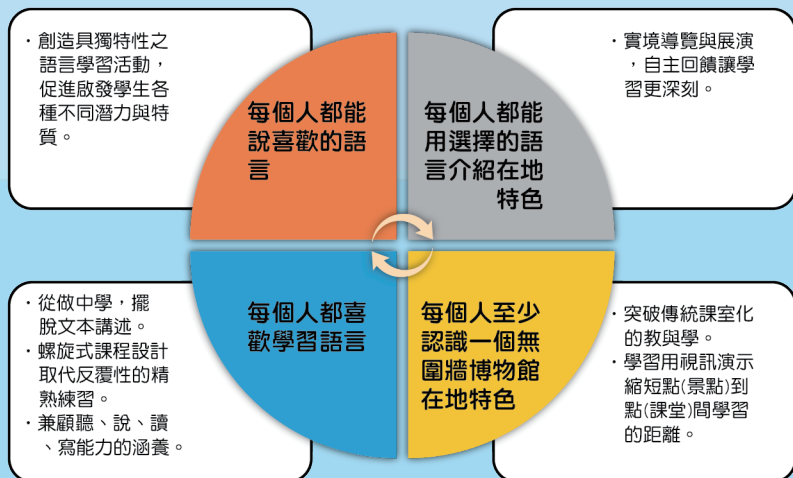 ・創造具獨特性之
語言學習活動，
促進啟發學生各
種不同潛力與特
質。
每個人都能
說喜歡的語
言
每個人都能
用選擇的語
言介紹在地
特色
・實境導覽與展演
，自主回饋讓學
習更深刻。
・從做中學，擺
脫文本講述。
・螺旋式課程設計
取代反覆性的精
熟練習。
・兼顧聽、說、讀
、寫能力的涵養。
每個人都喜
歡學習語言
每個人至少
認識一個無
圍牆博物館
在地特色
・突破傳統課室化
的教與學。
・學習用視訊演示
縮短點(景點)到
點(課堂)間學習
的距離。